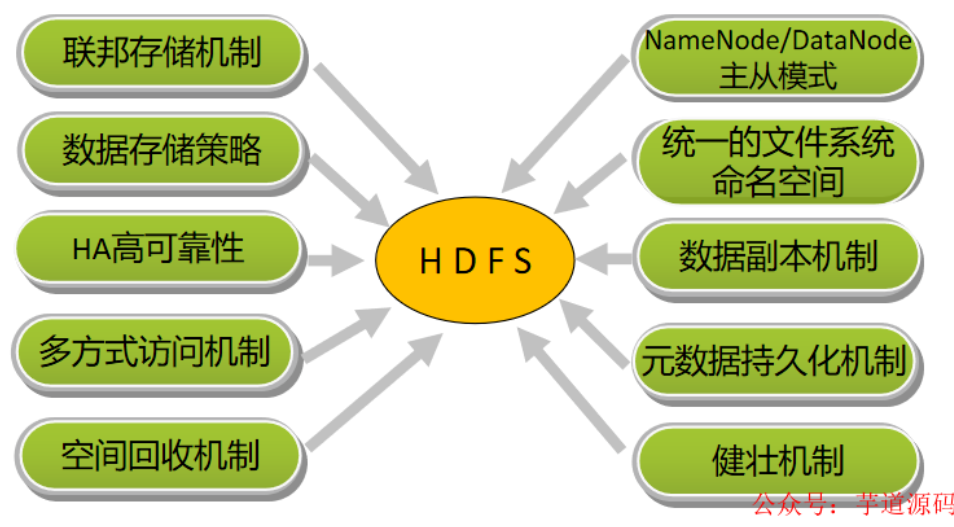 联邦存储机制
数据存储策略
HA高可靠性
多方式访问机制
空间回收机制
HDFS
NameNode/DataNode
主从模式
统一的文件系统
命名空间
数据副本机制
元数据持久化机制
健壮机制
公众号：芋道源码